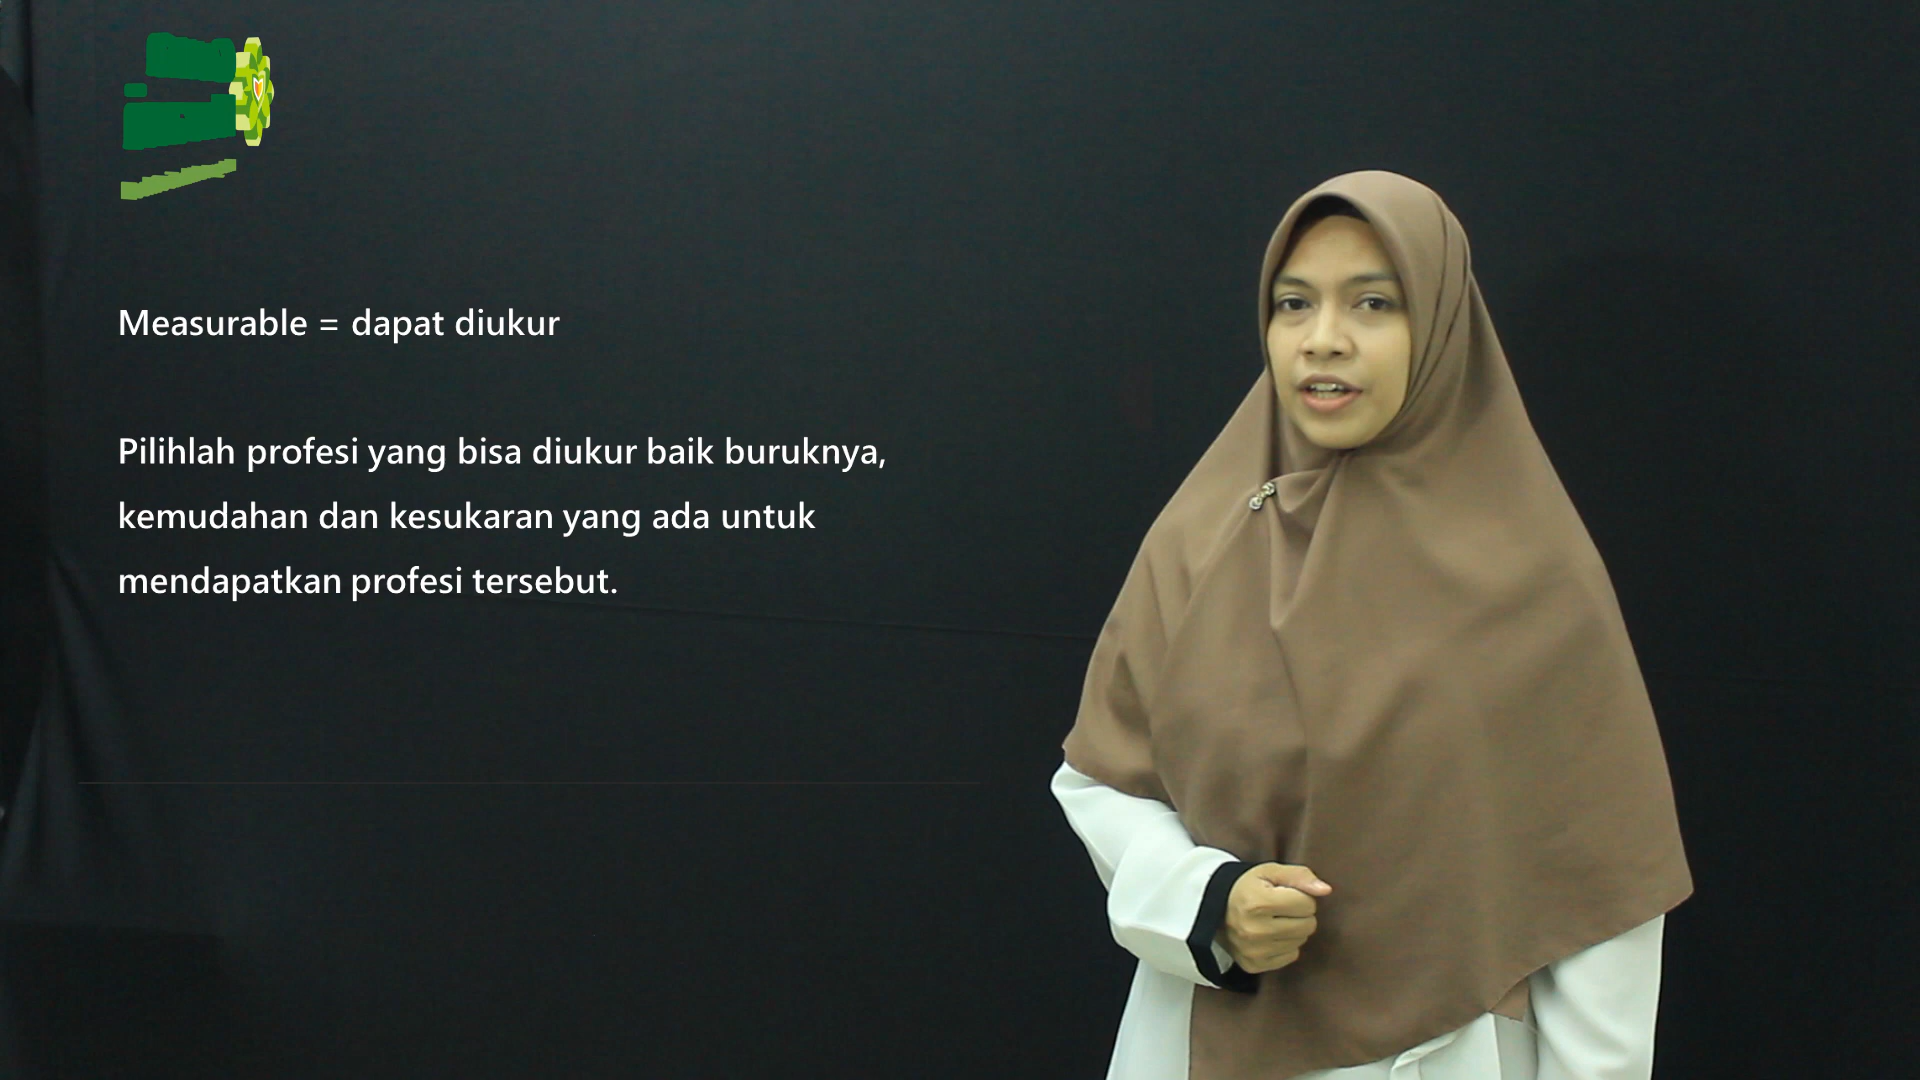 Measurable = dapat diukur
Pilihlah profesi yang bisa diukur baik buruknya,
kemudahan dan kesukaran yang ada untuk
mendapatkan profesi tersebut.